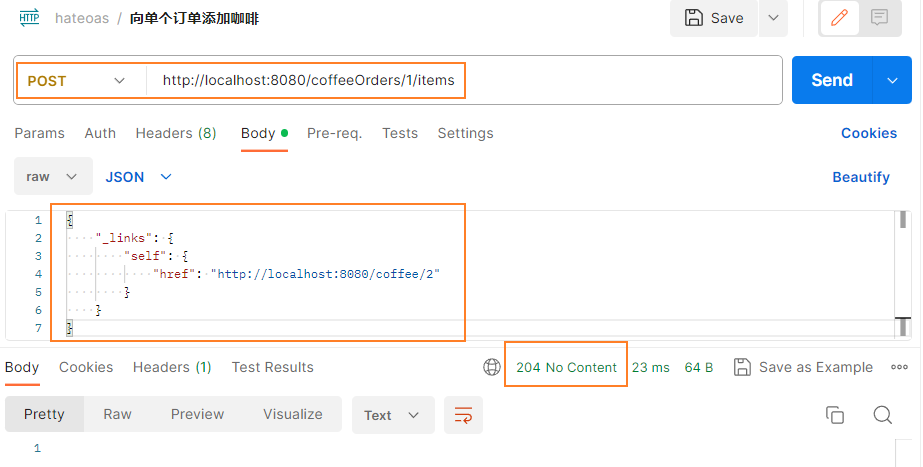 HTTP hateoas / 向单个订单添加咖啡 Save
POST http://localhost:8080/coffeeOrders/1/items Send
Params Auth Headers (8) Body Pre-req. Tests Settings Cookies
raw JSON Beautify
1 {
2 "_links": {
3 "self": {
4 "href": "http://localhost:8080/coffee/2"
5 }
6 }
7 }
Body Cookies Headers (1) Test Results 204 No Content 23 ms 64 B Save as Example
Pretty Raw Preview Visualize Text
1